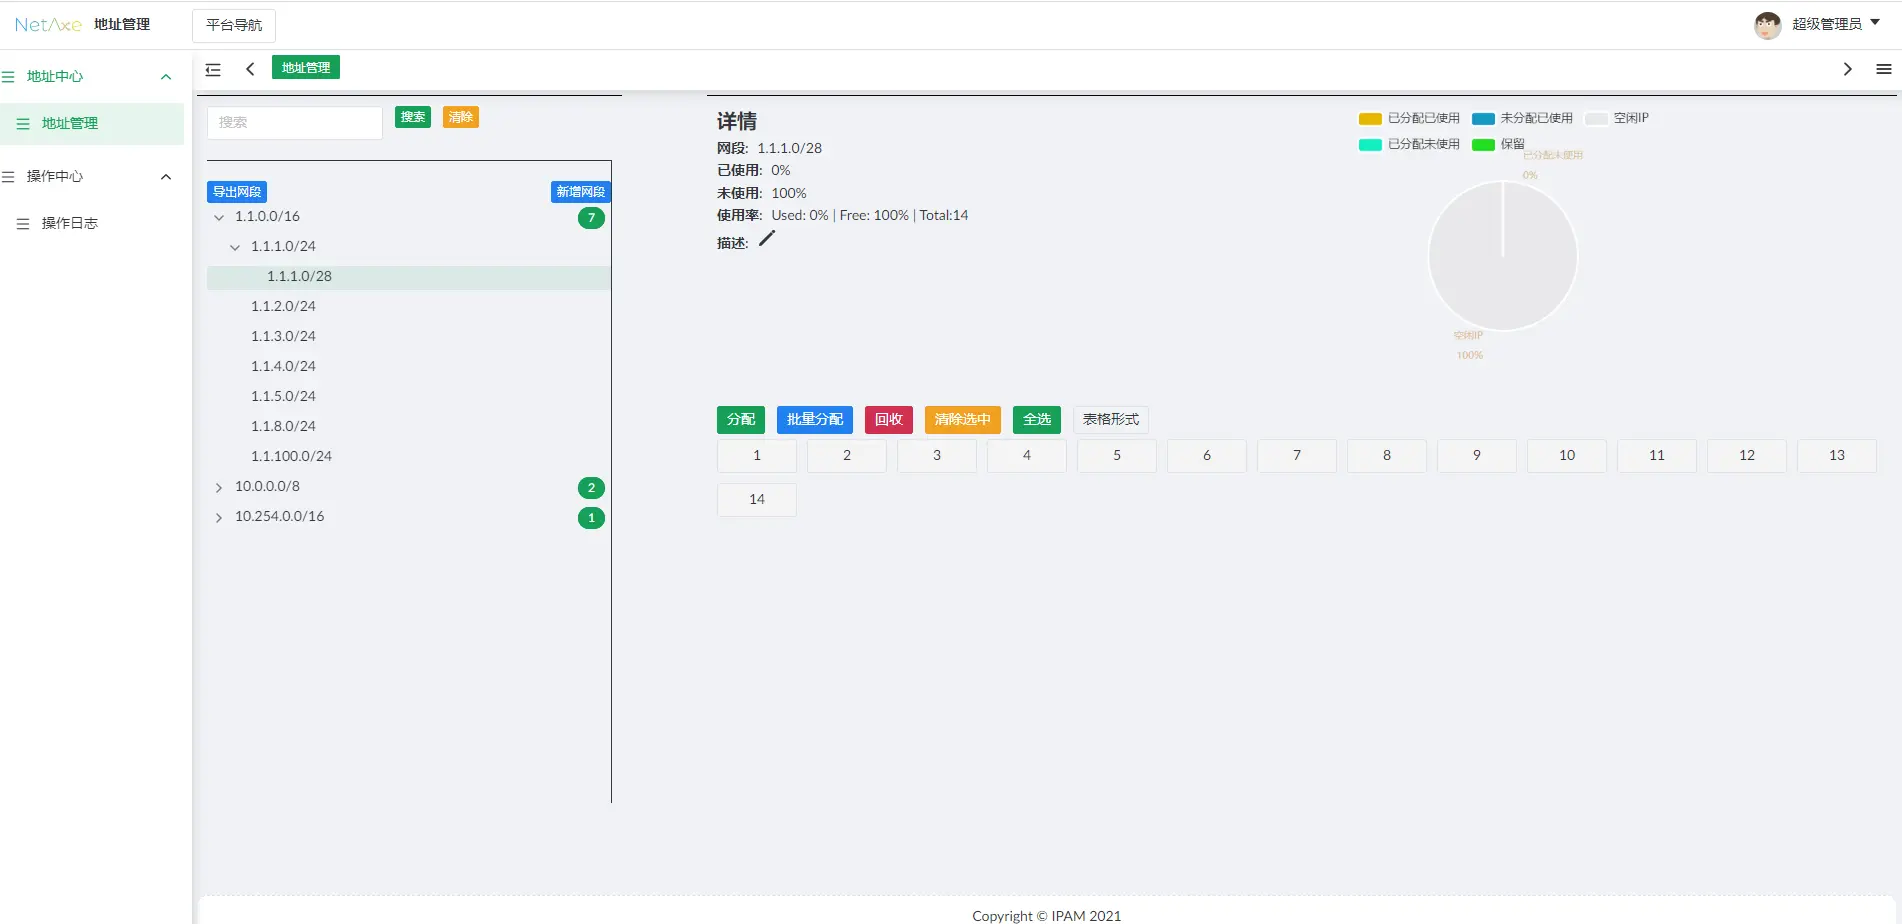 NetAxe 地址管理 平台导航 超级管理员
地址中心
地址管理
操作中心
操作日志
地址管理
搜索 搜索 清除
导出网段 新增网段
1.1.0.0/16 7
1.1.1.0/24
1.1.1.0/28
1.1.2.0/24
1.1.3.0/24
1.1.4.0/24
1.1.5.0/24
1.1.8.0/24
1.1.100.0/24
10.0.0.0/8 2
10.254.0.0/16 1
详情
网段: 1.1.1.0/28
已使用: 0%
未使用: 100%
使用率: Used: 0% | Free: 100% | Total:14
描述:
已分配已使用 未分配已使用 空闲IP
已分配未使用 保留
已分配未使用
0%
空闲IP
100%
分配 批量分配 回收 清除选中 全选 表格形式
1 2 3 4 5 6 7 8 9 10 11 12 13
14
Copyright © IPAM 2021